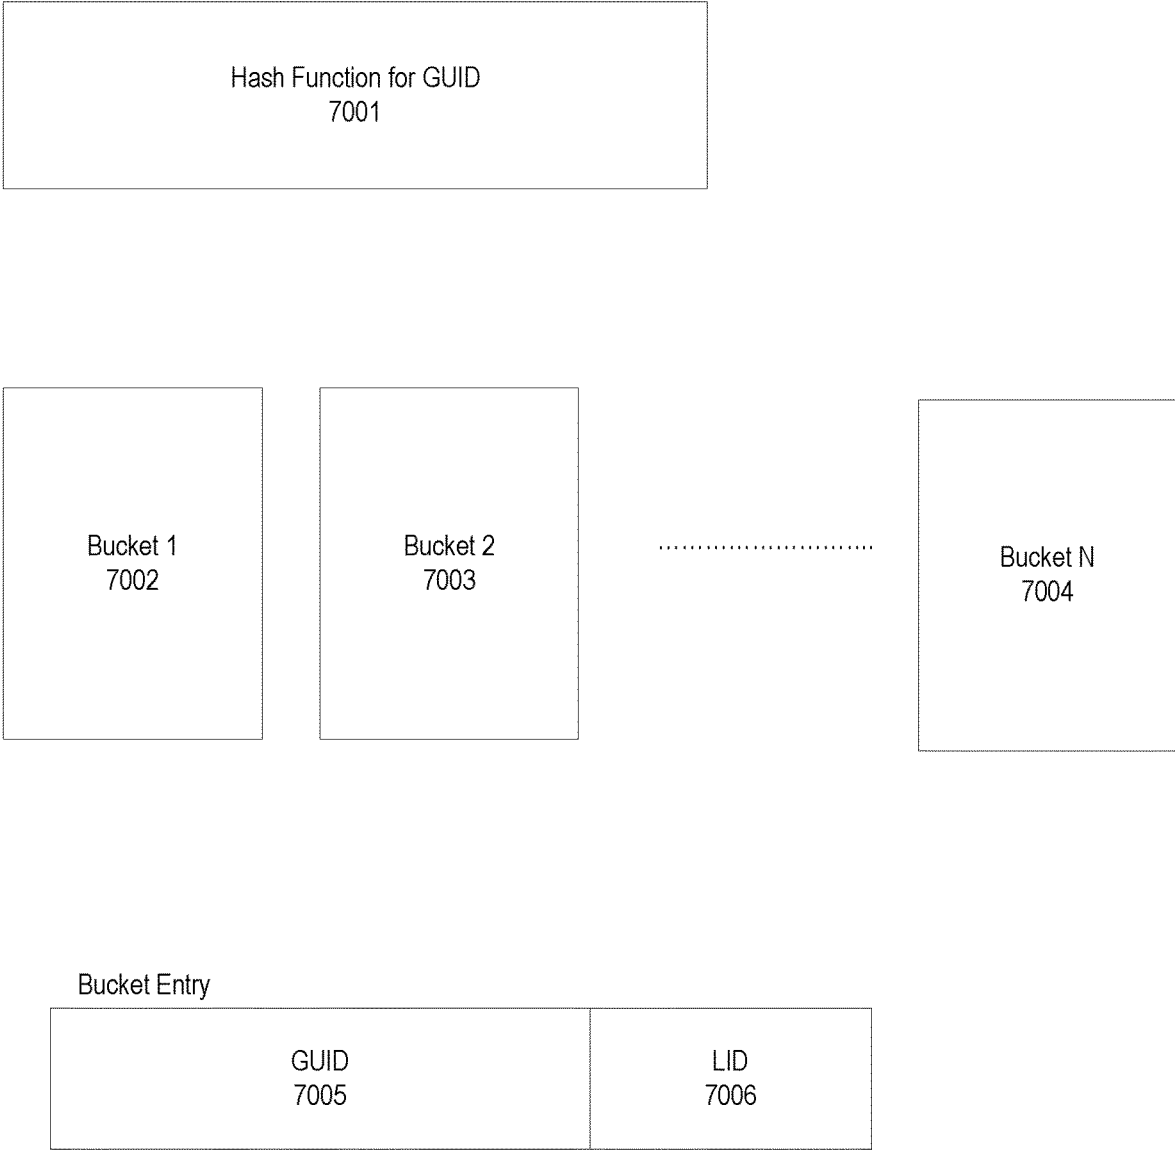 Hash Function for GUID
7001
Bucket 1
7002
Bucket 2
7003
Bucket N
7004
Bucket Entry
GUID
7005
LID
7006